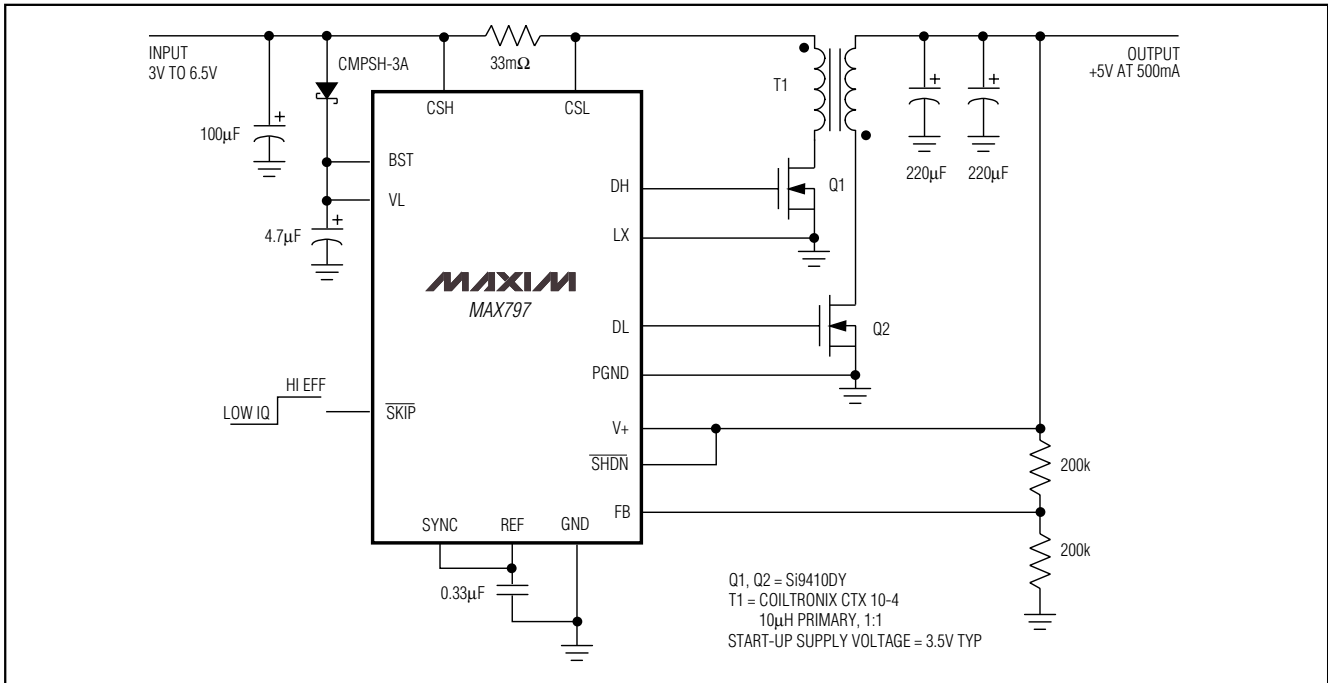 INPUT
3V TO 6.5V
CMPSH-3A
33mΩ
T1
OUTPUT
+5V AT 500mA
CSH
CSL
100µF
+
+
+
220µF
220µF
BST
VL
4.7µF
+
DH
Q1
LX
MAXIM
MAX797
DL
Q2
PGND
HI EFF
LOW IQ
SKIP
V+
SHDN
200k
FB
SYNC
REF
GND
200k
0.33µF
Q1, Q2 = Si9410DY
T1 = COILTRONIX CTX 10-4
10µH PRIMARY, 1:1
START-UP SUPPLY VOLTAGE = 3.5V TYP